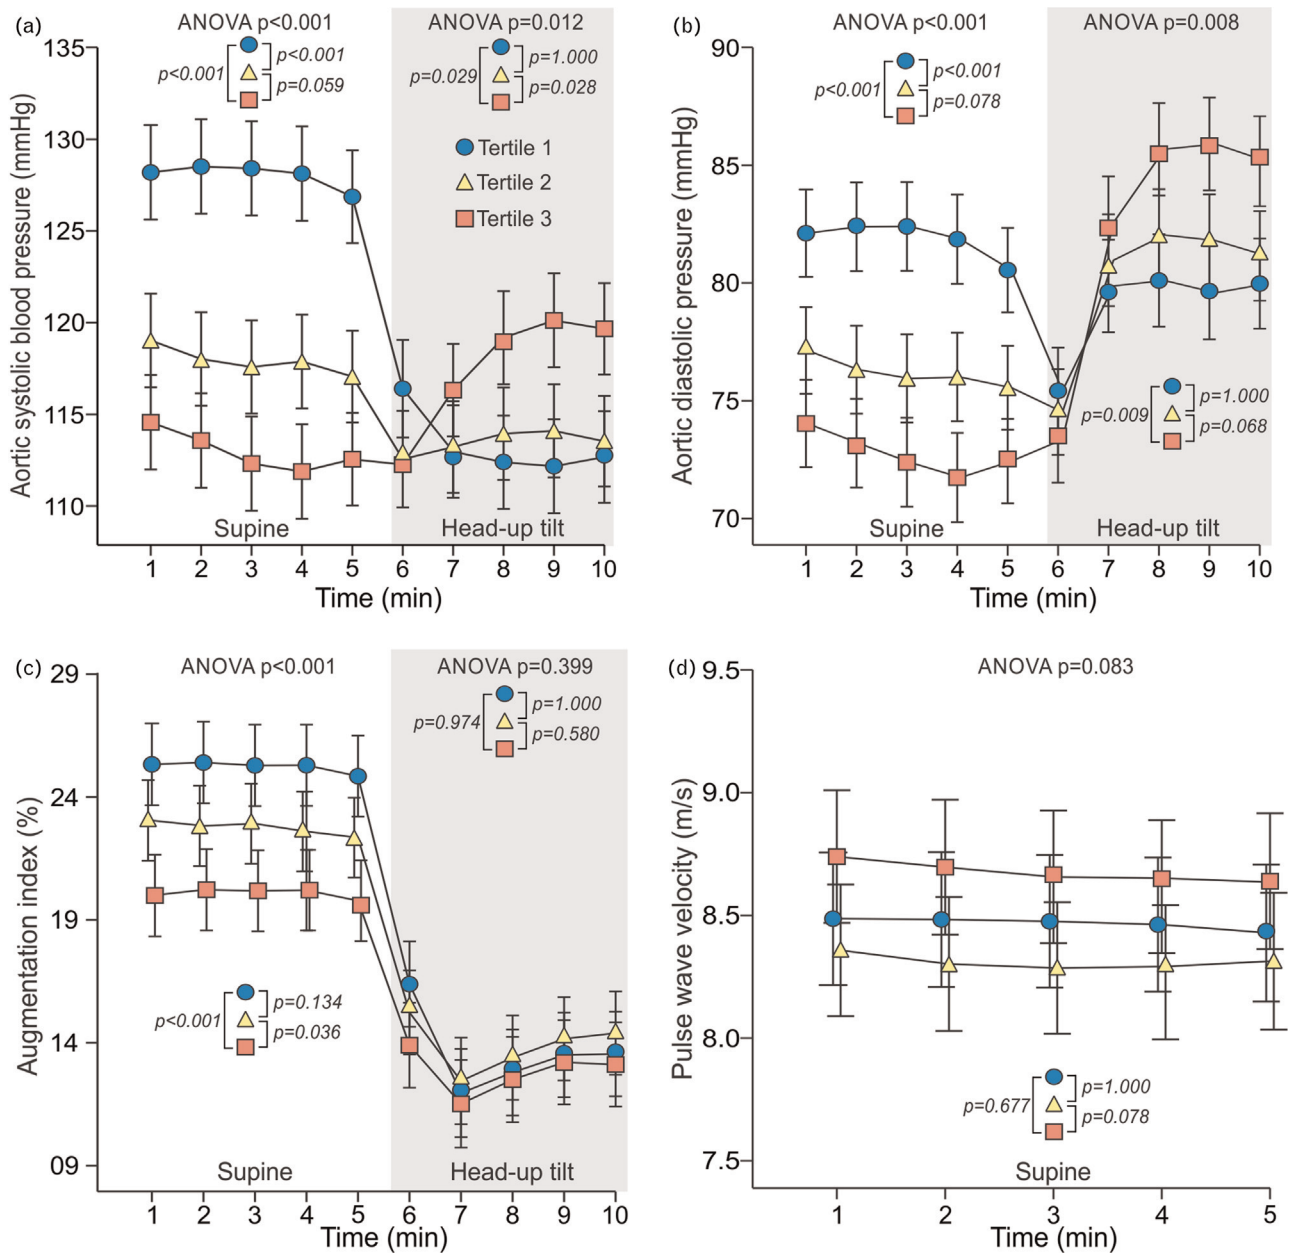 (a)
ANOVA p<0.001
ANOVA p=0.012
p<0.001
p<0.001
p=0.059
p=0.029
p=1.000
p=0.028
Tertile 1
Tertile 2
Tertile 3
Aortic systolic blood pressure (mmHg)
135
130
125
120
115
110
Supine
Head-up tilt
1 2 3 4 5 6 7 8 9 10
Time (min)
(b)
ANOVA p<0.001
ANOVA p=0.008
p<0.001
p<0.001
p=0.078
p=0.009
p=1.000
p=0.068
Aortic diastolic pressure (mmHg)
90
85
80
75
70
Supine
Head-up tilt
1 2 3 4 5 6 7 8 9 10
Time (min)
(c)
ANOVA p<0.001
ANOVA p=0.399
p=0.974
p=1.000
p=0.580
p<0.001
p=0.134
p=0.036
Augmentation index (%)
29
24
19
14
09
Supine
Head-up tilt
1 2 3 4 5 6 7 8 9 10
Time (min)
(d)
ANOVA p=0.083
Pulse wave velocity (m/s)
9.5
9.0
8.5
8.0
7.5
p=0.677
p=1.000
p=0.078
Supine
1 2 3 4 5
Time (min)